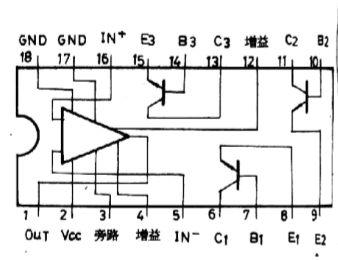 GND GND IN+ E3 B3 C3 增益 C2 B2
18 17 16 15 14 13 12 11 10
1 2 3 4 5 6 7 8 9
OUT Vcc 旁路 增益 IN- C1 B1 E1 E2